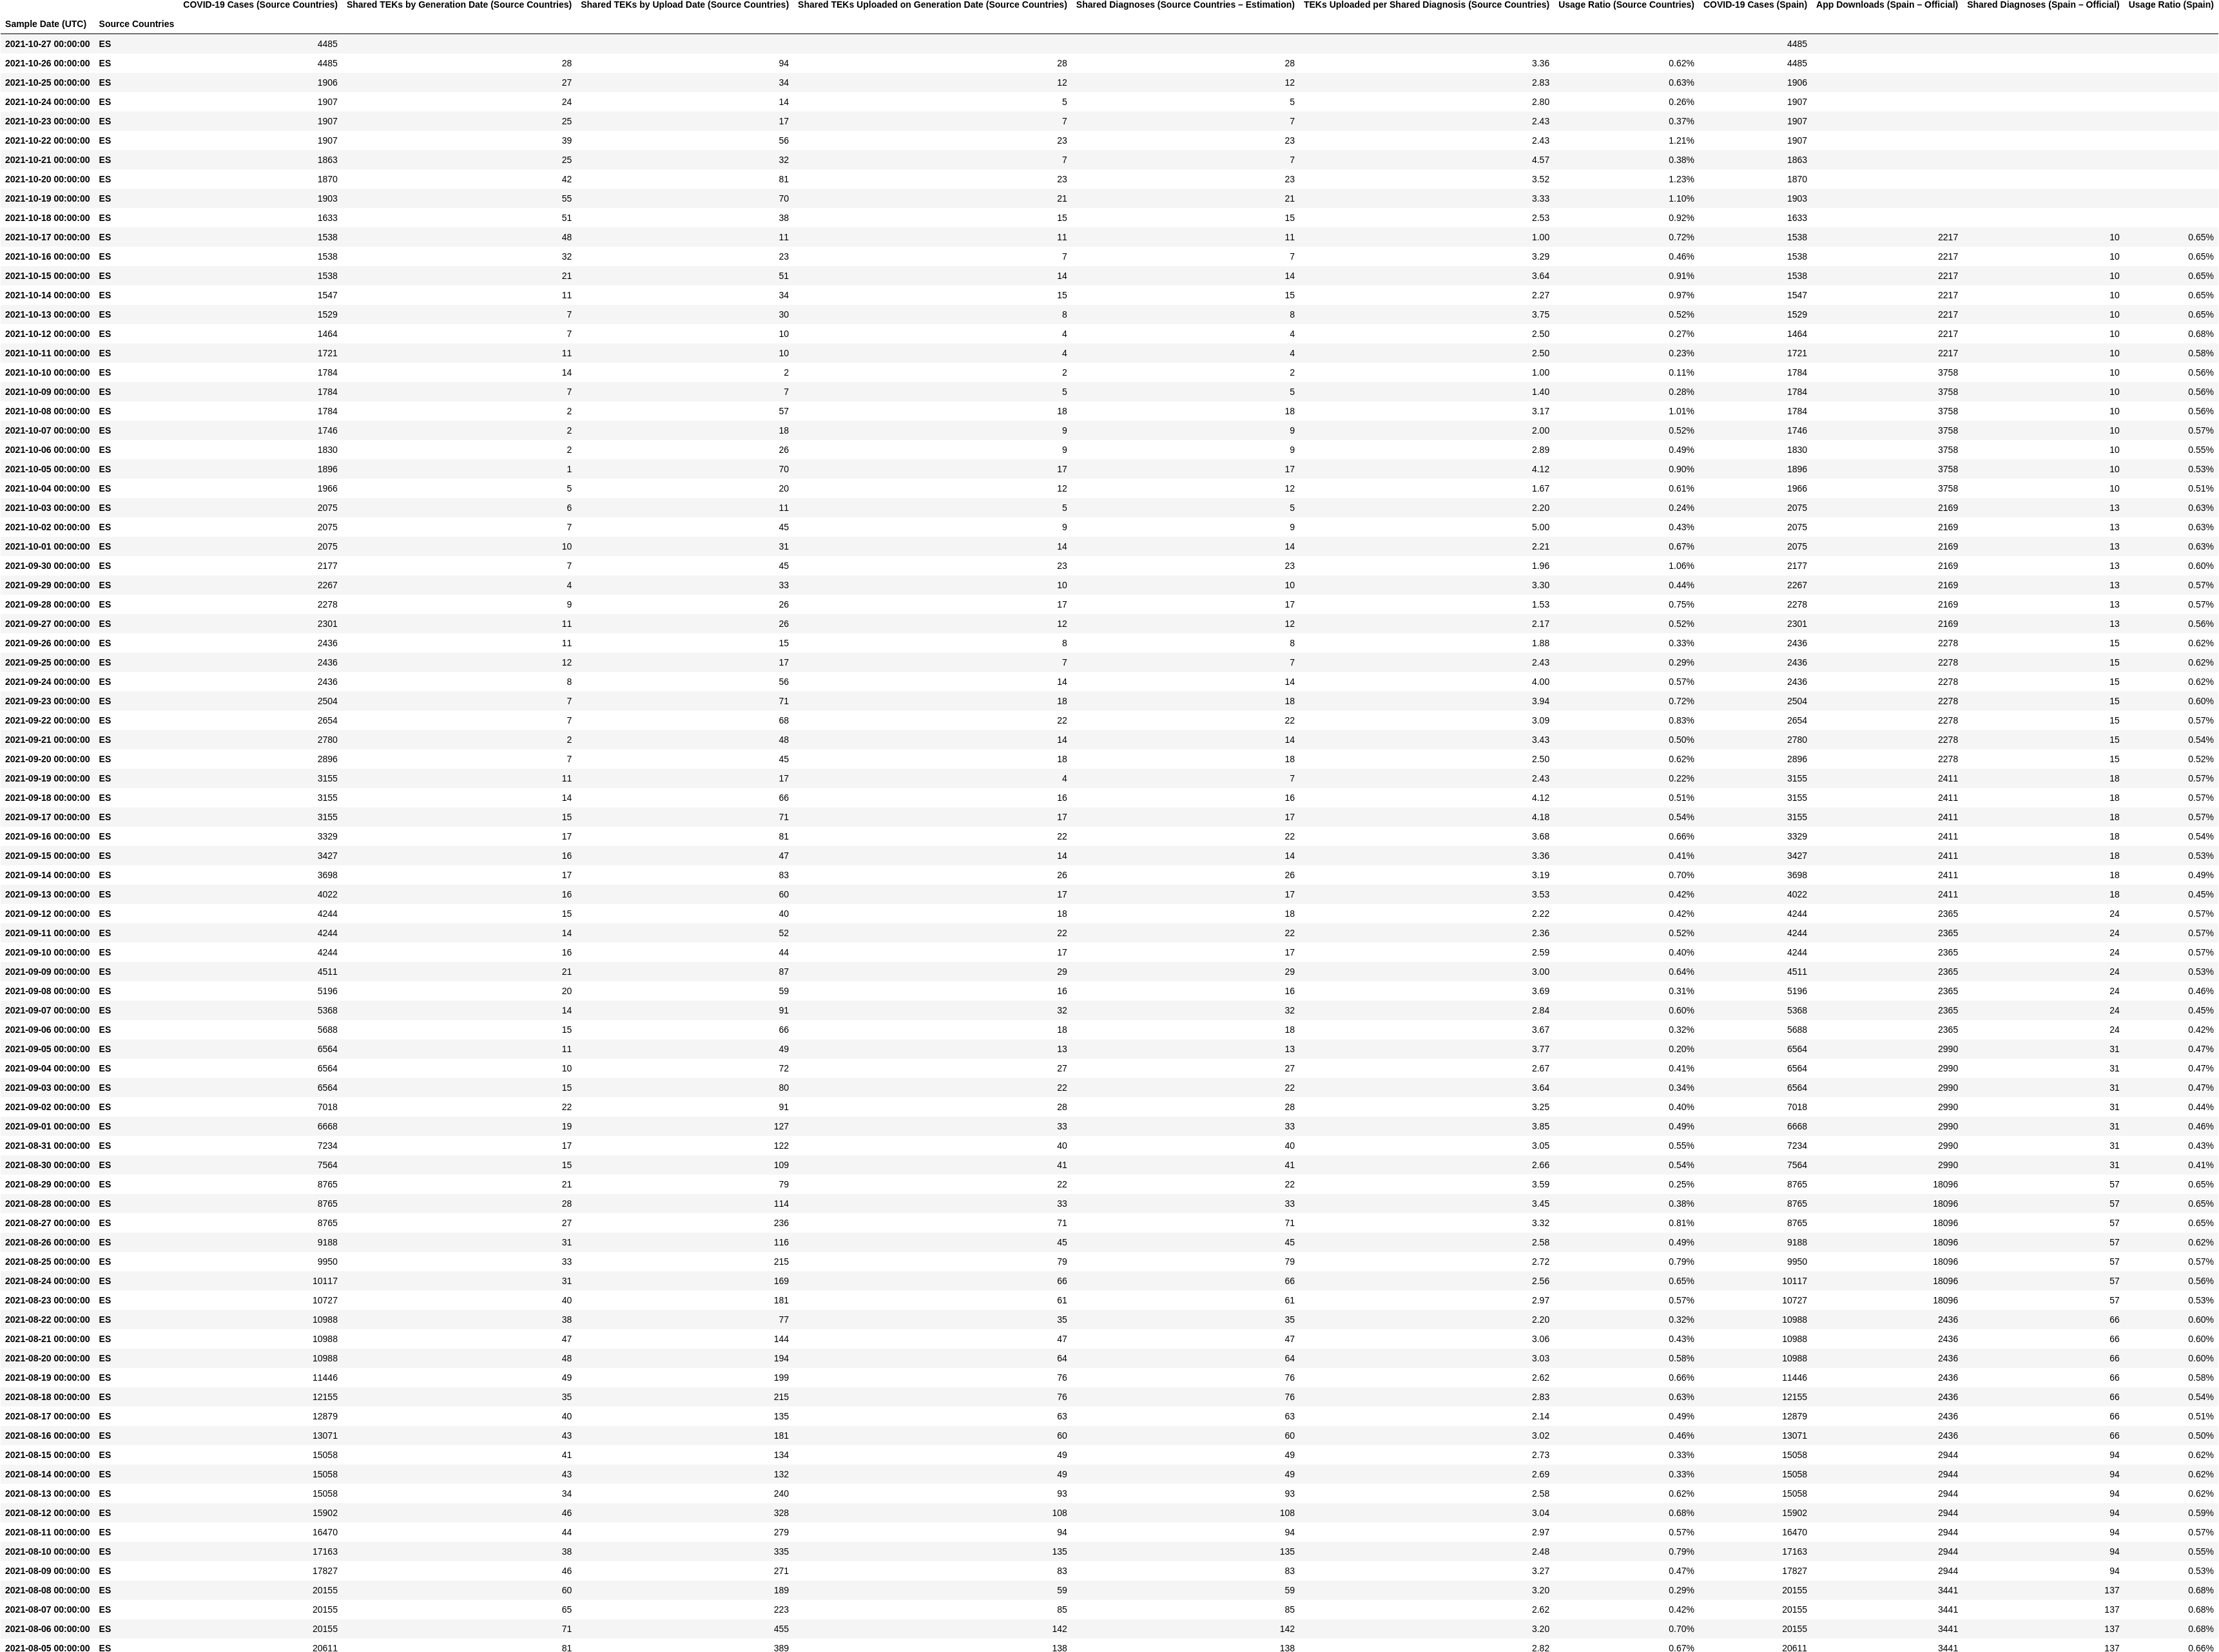 COVID-19 Cases (Source Countries) Shared TEKs by Generation Date (Source Countries) Shared TEKs by Upload Date (Source Countries) Shared TEKs Uploaded on Generation Date (Source Countries) Shared Diagnoses (Source Countries – Estimation) TEKs Uploaded per Shared Diagnosis (Source Countries) Usage Ratio (Source Countries) COVID-19 Cases (Spain) App Downloads (Spain – Official) Shared Diagnoses (Spain – Official) Usage Ratio (Spain)
Sample Date (UTC) Source Countries
2021-10-27 00:00:00 ES 4485 4485
2021-10-26 00:00:00 ES 4485 28 94 28 28 3.36 0.62% 4485
2021-10-25 00:00:00 ES 1906 27 34 12 12 2.83 0.63% 1906
2021-10-24 00:00:00 ES 1907 24 14 5 5 2.80 0.26% 1907
2021-10-23 00:00:00 ES 1907 25 17 7 7 2.43 0.37% 1907
2021-10-22 00:00:00 ES 1907 39 56 23 23 2.43 1.21% 1907
2021-10-21 00:00:00 ES 1863 25 32 7 7 4.57 0.38% 1863
2021-10-20 00:00:00 ES 1870 42 81 23 23 3.52 1.23% 1870
2021-10-19 00:00:00 ES 1903 55 70 21 21 3.33 1.10% 1903
2021-10-18 00:00:00 ES 1633 51 38 15 15 2.53 0.92% 1633
2021-10-17 00:00:00 ES 1538 48 11 11 11 1.00 0.72% 1538 2217 10 0.65%
2021-10-16 00:00:00 ES 1538 32 23 7 7 3.29 0.46% 1538 2217 10 0.65%
2021-10-15 00:00:00 ES 1538 21 51 14 14 3.64 0.91% 1538 2217 10 0.65%
2021-10-14 00:00:00 ES 1547 11 34 15 15 2.27 0.97% 1547 2217 10 0.65%
2021-10-13 00:00:00 ES 1529 7 30 8 8 3.75 0.52% 1529 2217 10 0.65%
2021-10-12 00:00:00 ES 1464 7 10 4 4 2.50 0.27% 1464 2217 10 0.68%
2021-10-11 00:00:00 ES 1721 11 10 4 4 2.50 0.23% 1721 2217 10 0.58%
2021-10-10 00:00:00 ES 1784 14 2 2 2 1.00 0.11% 1784 3758 10 0.56%
2021-10-09 00:00:00 ES 1784 7 7 5 5 1.40 0.28% 1784 3758 10 0.56%
2021-10-08 00:00:00 ES 1784 2 57 18 18 3.17 1.01% 1784 3758 10 0.56%
2021-10-07 00:00:00 ES 1746 2 18 9 9 2.00 0.52% 1746 3758 10 0.57%
2021-10-06 00:00:00 ES 1830 2 26 9 9 2.89 0.49% 1830 3758 10 0.55%
2021-10-05 00:00:00 ES 1896 1 70 17 17 4.12 0.90% 1896 3758 10 0.53%
2021-10-04 00:00:00 ES 1966 5 20 12 12 1.67 0.61% 1966 3758 10 0.51%
2021-10-03 00:00:00 ES 2075 6 11 5 5 2.20 0.24% 2075 2169 13 0.63%
2021-10-02 00:00:00 ES 2075 7 45 9 9 5.00 0.43% 2075 2169 13 0.63%
2021-10-01 00:00:00 ES 2075 10 31 14 14 2.21 0.67% 2075 2169 13 0.63%
2021-09-30 00:00:00 ES 2177 7 45 23 23 1.96 1.06% 2177 2169 13 0.60%
2021-09-29 00:00:00 ES 2267 4 33 10 10 3.30 0.44% 2267 2169 13 0.57%
2021-09-28 00:00:00 ES 2278 9 26 17 17 1.53 0.75% 2278 2169 13 0.57%
2021-09-27 00:00:00 ES 2301 11 26 12 12 2.17 0.52% 2301 2169 13 0.56%
2021-09-26 00:00:00 ES 2436 11 15 8 8 1.88 0.33% 2436 2278 15 0.62%
2021-09-25 00:00:00 ES 2436 12 17 7 7 2.43 0.29% 2436 2278 15 0.62%
2021-09-24 00:00:00 ES 2436 8 56 14 14 4.00 0.57% 2436 2278 15 0.62%
2021-09-23 00:00:00 ES 2504 7 71 18 18 3.94 0.72% 2504 2278 15 0.60%
2021-09-22 00:00:00 ES 2654 7 68 22 22 3.09 0.83% 2654 2278 15 0.57%
2021-09-21 00:00:00 ES 2780 2 48 14 14 3.43 0.50% 2780 2278 15 0.54%
2021-09-20 00:00:00 ES 2896 7 45 18 18 2.50 0.62% 2896 2278 15 0.52%
2021-09-19 00:00:00 ES 3155 11 17 4 7 2.43 0.22% 3155 2411 18 0.57%
2021-09-18 00:00:00 ES 3155 14 66 16 16 4.12 0.51% 3155 2411 18 0.57%
2021-09-17 00:00:00 ES 3155 15 71 17 17 4.18 0.54% 3155 2411 18 0.57%
2021-09-16 00:00:00 ES 3329 17 81 22 22 3.68 0.66% 3329 2411 18 0.54%
2021-09-15 00:00:00 ES 3427 16 47 14 14 3.36 0.41% 3427 2411 18 0.53%
2021-09-14 00:00:00 ES 3698 17 83 26 26 3.19 0.70% 3698 2411 18 0.49%
2021-09-13 00:00:00 ES 4022 16 60 17 17 3.53 0.42% 4022 2411 18 0.45%
2021-09-12 00:00:00 ES 4244 15 40 18 18 2.22 0.42% 4244 2365 24 0.57%
2021-09-11 00:00:00 ES 4244 14 52 22 22 2.36 0.52% 4244 2365 24 0.57%
2021-09-10 00:00:00 ES 4244 16 44 17 17 2.59 0.40% 4244 2365 24 0.57%
2021-09-09 00:00:00 ES 4511 21 87 29 29 3.00 0.64% 4511 2365 24 0.53%
2021-09-08 00:00:00 ES 5196 20 59 16 16 3.69 0.31% 5196 2365 24 0.46%
2021-09-07 00:00:00 ES 5368 14 91 32 32 2.84 0.60% 5368 2365 24 0.45%
2021-09-06 00:00:00 ES 5688 15 66 18 18 3.67 0.32% 5688 2365 24 0.42%
2021-09-05 00:00:00 ES 6564 11 49 13 13 3.77 0.20% 6564 2990 31 0.47%
2021-09-04 00:00:00 ES 6564 10 72 27 27 2.67 0.41% 6564 2990 31 0.47%
2021-09-03 00:00:00 ES 6564 15 80 22 22 3.64 0.34% 6564 2990 31 0.47%
2021-09-02 00:00:00 ES 7018 22 91 28 28 3.25 0.40% 7018 2990 31 0.44%
2021-09-01 00:00:00 ES 6668 19 127 33 33 3.85 0.49% 6668 2990 31 0.46%
2021-08-31 00:00:00 ES 7234 17 122 40 40 3.05 0.55% 7234 2990 31 0.43%
2021-08-30 00:00:00 ES 7564 15 109 41 41 2.66 0.54% 7564 2990 31 0.41%
2021-08-29 00:00:00 ES 8765 21 79 22 22 3.59 0.25% 8765 18096 57 0.65%
2021-08-28 00:00:00 ES 8765 28 114 33 33 3.45 0.38% 8765 18096 57 0.65%
2021-08-27 00:00:00 ES 8765 27 236 71 71 3.32 0.81% 8765 18096 57 0.65%
2021-08-26 00:00:00 ES 9188 31 116 45 45 2.58 0.49% 9188 18096 57 0.62%
2021-08-25 00:00:00 ES 9950 33 215 79 79 2.72 0.79% 9950 18096 57 0.57%
2021-08-24 00:00:00 ES 10117 31 169 66 66 2.56 0.65% 10117 18096 57 0.56%
2021-08-23 00:00:00 ES 10727 40 181 61 61 2.97 0.57% 10727 18096 57 0.53%
2021-08-22 00:00:00 ES 10988 38 77 35 35 2.20 0.32% 10988 2436 66 0.60%
2021-08-21 00:00:00 ES 10988 47 144 47 47 3.06 0.43% 10988 2436 66 0.60%
2021-08-20 00:00:00 ES 10988 48 194 64 64 3.03 0.58% 10988 2436 66 0.60%
2021-08-19 00:00:00 ES 11446 49 199 76 76 2.62 0.66% 11446 2436 66 0.58%
2021-08-18 00:00:00 ES 12155 35 215 76 76 2.83 0.63% 12155 2436 66 0.54%
2021-08-17 00:00:00 ES 12879 40 135 63 63 2.14 0.49% 12879 2436 66 0.51%
2021-08-16 00:00:00 ES 13071 43 181 60 60 3.02 0.46% 13071 2436 66 0.50%
2021-08-15 00:00:00 ES 15058 41 134 49 49 2.73 0.33% 15058 2944 94 0.62%
2021-08-14 00:00:00 ES 15058 43 132 49 49 2.69 0.33% 15058 2944 94 0.62%
2021-08-13 00:00:00 ES 15058 34 240 93 93 2.58 0.62% 15058 2944 94 0.62%
2021-08-12 00:00:00 ES 15902 46 328 108 108 3.04 0.68% 15902 2944 94 0.59%
2021-08-11 00:00:00 ES 16470 44 279 94 94 2.97 0.57% 16470 2944 94 0.57%
2021-08-10 00:00:00 ES 17163 38 335 135 135 2.48 0.79% 17163 2944 94 0.55%
2021-08-09 00:00:00 ES 17827 46 271 83 83 3.27 0.47% 17827 2944 94 0.53%
2021-08-08 00:00:00 ES 20155 60 189 59 59 3.20 0.29% 20155 3441 137 0.68%
2021-08-07 00:00:00 ES 20155 65 223 85 85 2.62 0.42% 20155 3441 137 0.68%
2021-08-06 00:00:00 ES 20155 71 455 142 142 3.20 0.70% 20155 3441 137 0.68%
2021-08-05 00:00:00 ES 20611 81 389 138 138 2.82 0.67% 20611 3441 137 0.66%